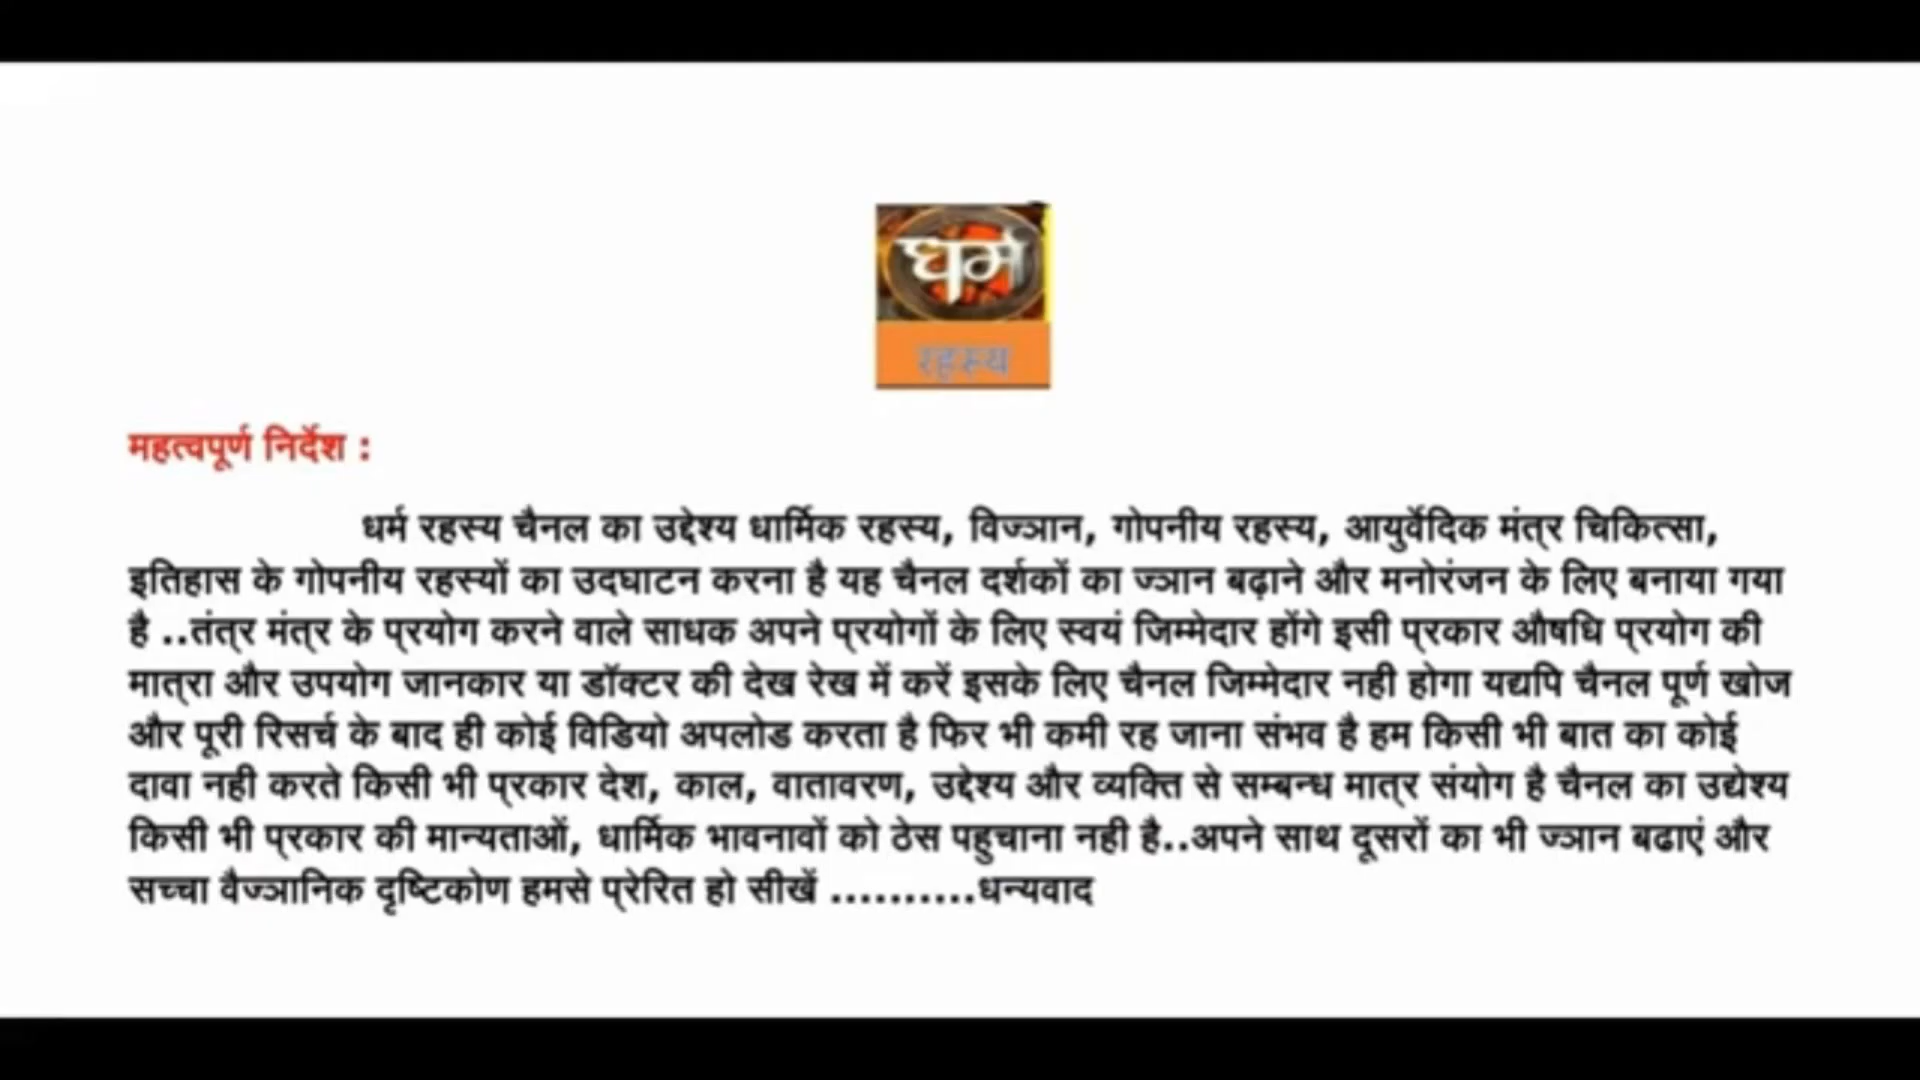 धर्म
रहस्य
महत्वपूर्ण निर्देश :
धर्म रहस्य चैनल का उद्देश्य धार्मिक रहस्य, विज्ञान, गोपनीय रहस्य, आयुर्वेदिक मंत्र चिकित्सा,
इतिहास के गोपनीय रहस्यों का उदघाटन करना है यह चैनल दर्शकों का ज्ञान बढ़ाने और मनोरंजन के लिए बनाया गया
है ..तंत्र मंत्र के प्रयोग करने वाले साधक अपने प्रयोगों के लिए स्वयं जिम्मेदार होंगे इसी प्रकार औषधि प्रयोग की
मात्रा और उपयोग जानकार या डॉक्टर की देख रेख में करें इसके लिए चैनल जिम्मेदार नही होगा यद्यपि चैनल पूर्ण खोज
और पूरी रिसर्च के बाद ही कोई विडियो अपलोड करता है फिर भी कमी रह जाना संभव है हम किसी भी बात का कोई
दावा नही करते किसी भी प्रकार देश, काल, वातावरण, उद्देश्य और व्यक्ति से सम्बन्ध मात्र संयोग है चैनल का उद्येश्य
किसी भी प्रकार की मान्यताओं, धार्मिक भावनावों को ठेस पहुचाना नही है..अपने साथ दूसरों का भी ज्ञान बढाएं और
सच्चा वैज्ञानिक दृष्टिकोण हमसे प्रेरित हो सीखें ..........धन्यवाद